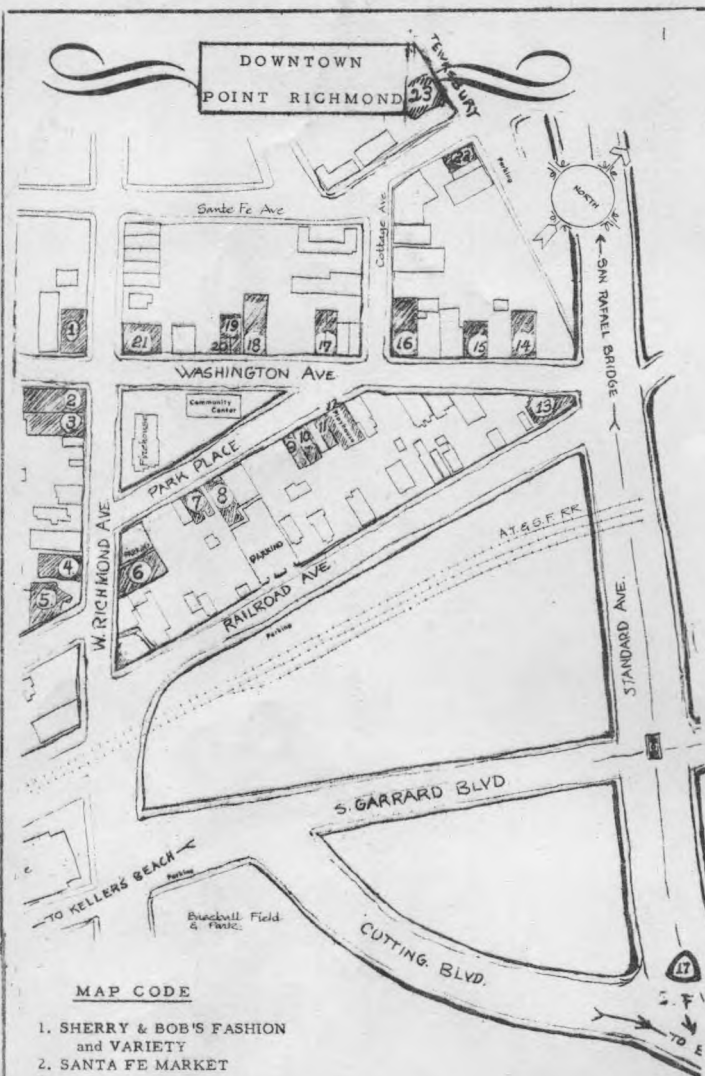 1
DOWNTOWN
POINT RICHMOND
TEWKSBURY
23
22
Parking
NORTH
Santa Fe Ave
Cottage Ave
SAN RAFAEL BRIDGE
1
21
20
19
18
17
16
15
14
WASHINGTON AVE
2
3
Community
Center
Firehouse
PARK PLACE
13
12
11
10
9
8
7
6
PARKING
4
5
W. RICHMOND AVE.
RAILROAD AVE.
Parking
A.T. & S.F. RR.
STANDARD AVE.
S. GARRARD BLVD
TO KELLER'S BEACH
Parking
Baseball Field
& Park
CUTTING BLVD.
17
S.F
TO E
MAP CODE
1. SHERRY & BOB'S FASHION
and VARIETY
2. SANTA FE MARKET